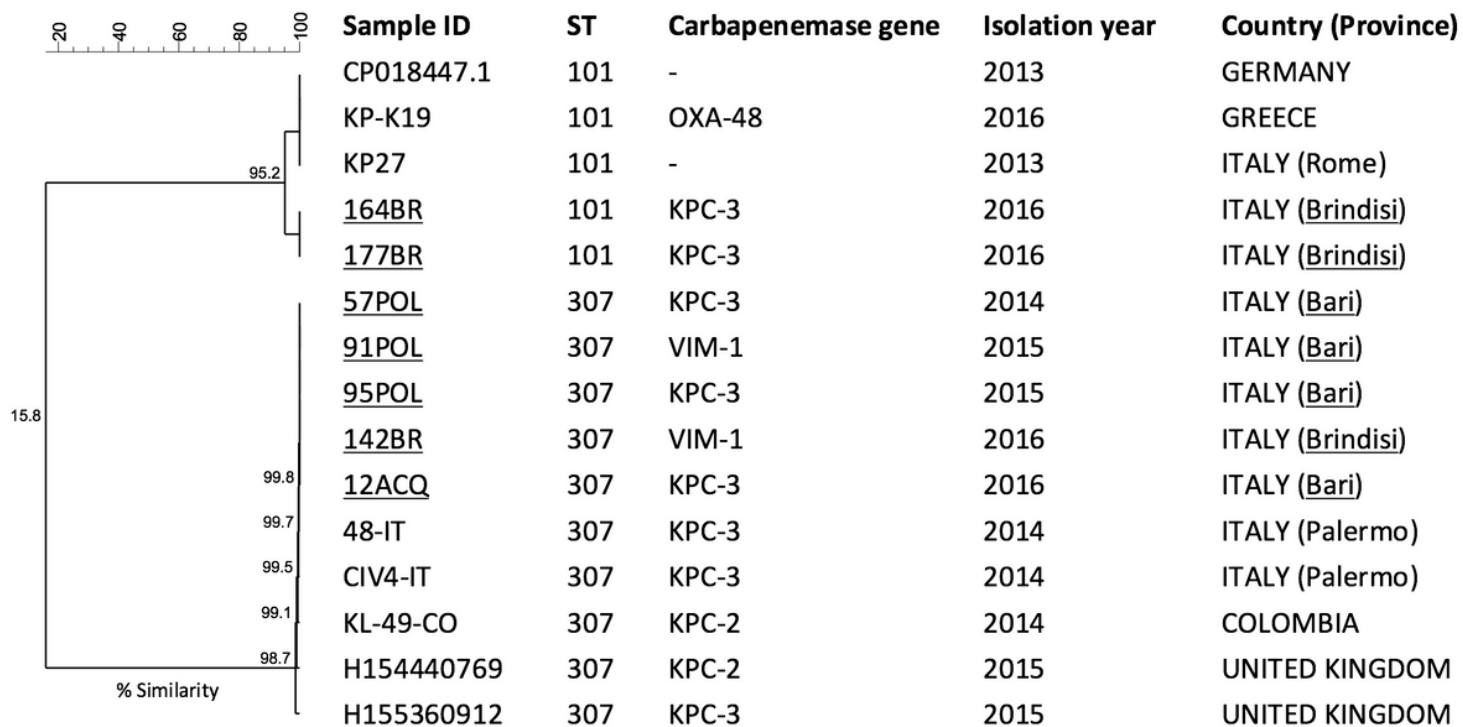 20 40 60 80 100
Sample ID ST Carbapenemase gene Isolation year Country (Province)
CP018447.1 101 - 2013 GERMANY
KP-K19 101 OXA-48 2016 GREECE
95.2 KP27 101 - 2013 ITALY (Rome)
164BR 101 KPC-3 2016 ITALY (Brindisi)
177BR 101 KPC-3 2016 ITALY (Brindisi)
57POL 307 KPC-3 2014 ITALY (Bari)
91POL 307 VIM-1 2015 ITALY (Bari)
95POL 307 KPC-3 2015 ITALY (Bari)
15.8
142BR 307 VIM-1 2016 ITALY (Brindisi)
99.8 12ACQ 307 KPC-3 2016 ITALY (Bari)
99.7 48-IT 307 KPC-3 2014 ITALY (Palermo)
99.5 CIV4-IT 307 KPC-3 2014 ITALY (Palermo)
99.1 KL-49-CO 307 KPC-2 2014 COLOMBIA
98.7 H154440769 307 KPC-2 2015 UNITED KINGDOM
% Similarity
H155360912 307 KPC-3 2015 UNITED KINGDOM